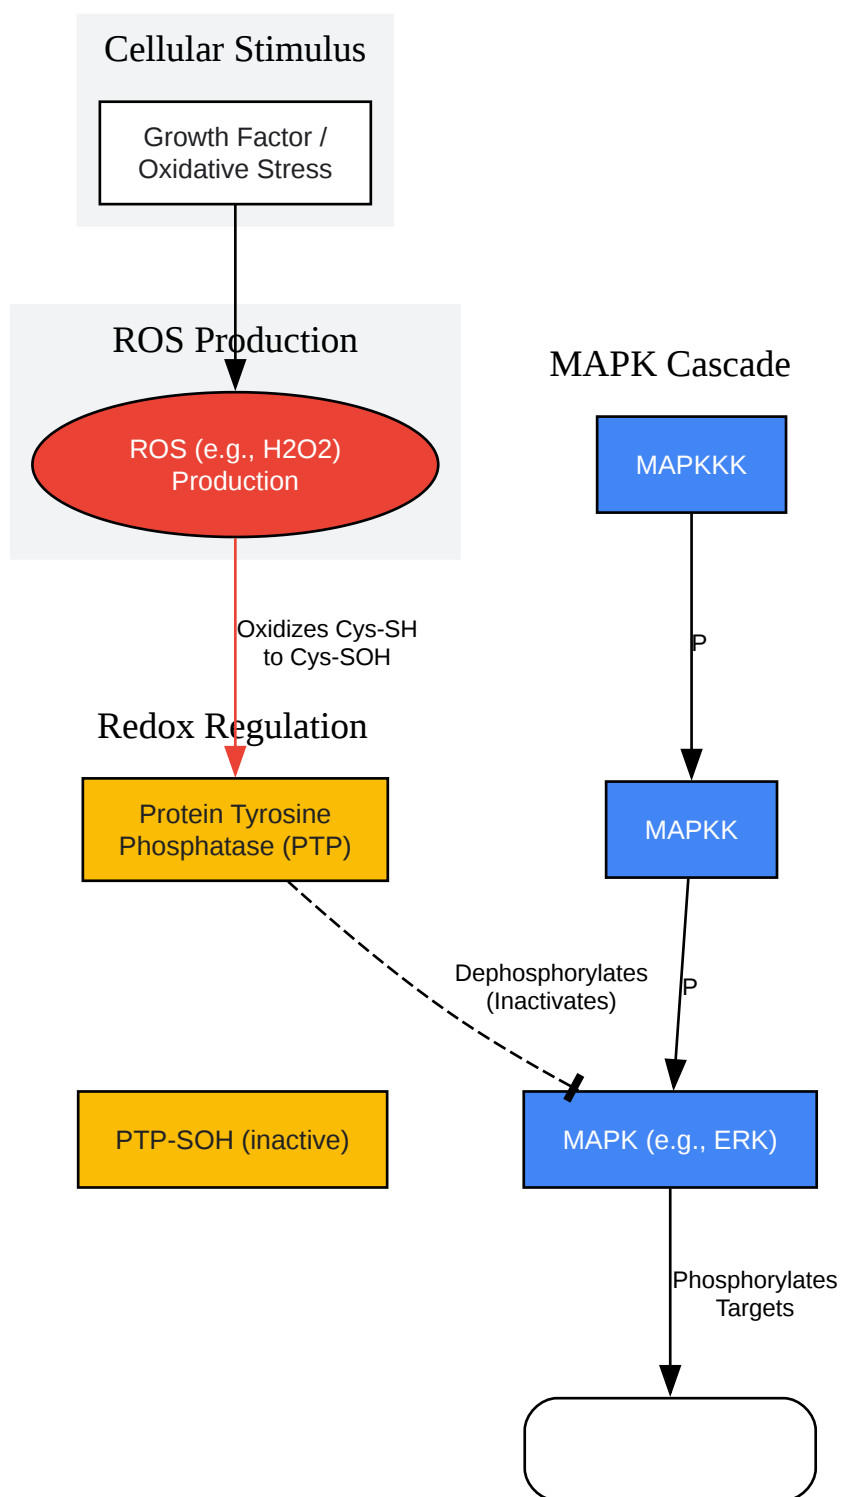 Cellular Stimulus
Growth Factor /
Oxidative Stress
ROS Production
ROS (e.g., H2O2)
Production
Oxidizes Cys-SH
to Cys-SOH
Redox Regulation
Protein Tyrosine
Phosphatase (PTP)
PTP-SOH (inactive)
MAPK Cascade
MAPKKK
P
MAPKK
Dephosphorylates
(Inactivates)
P
MAPK (e.g., ERK)
Phosphorylates
Targets